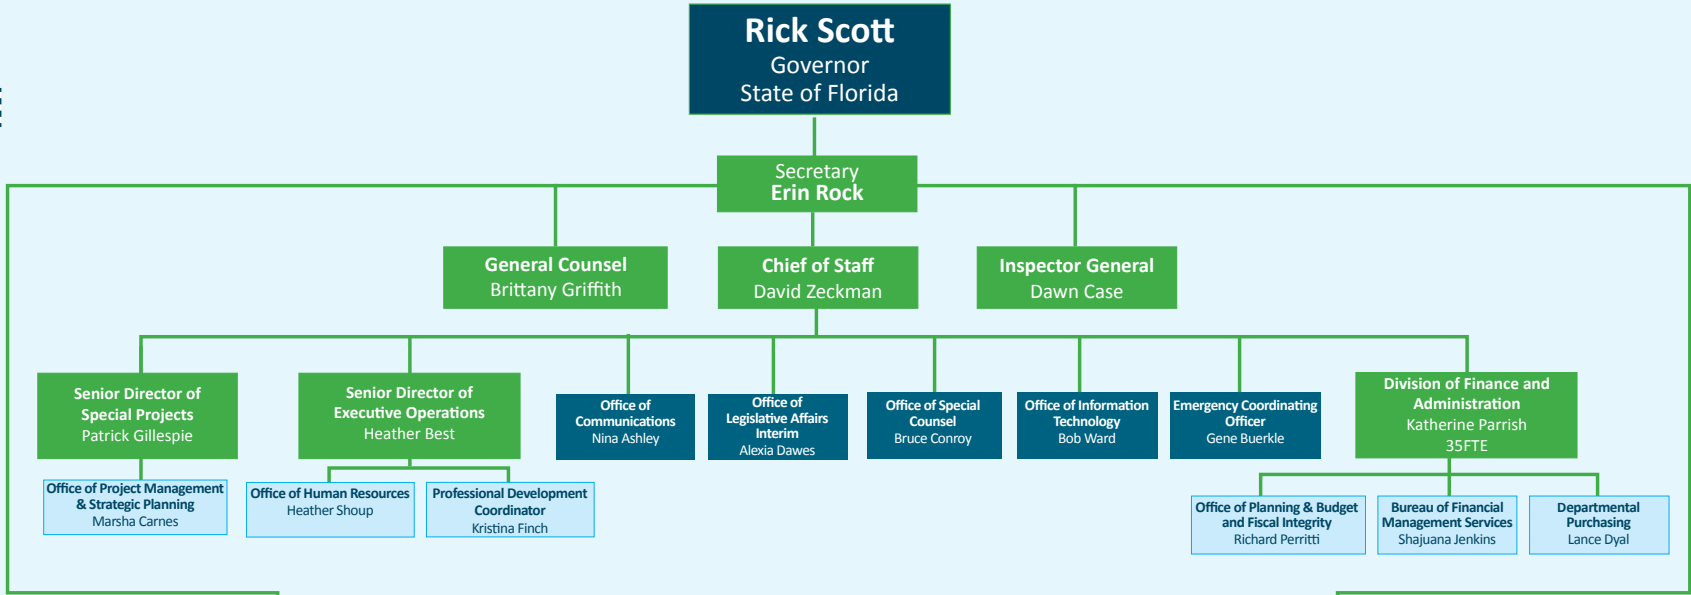 Rick Scott
Governor
State of Florida
Secretary
Erin Rock
General Counsel
Brittany Griffith
Chief of Staff
David Zeckman
Inspector General
Dawn Case
Senior Director of
Special Projects
Patrick Gillespie
Senior Director of
Executive Operations
Heather Best
Office of
Communications
Nina Ashley
Office of
Legislative Affairs
Interim
Alexia Dawes
Office of Special
Counsel
Bruce Conroy
Office of Information
Technology
Bob Ward
Emergency Coordinating
Officer
Gene Buerkle
Division of Finance and
Administration
Katherine Parrish
35FTE
Office of Project Management
& Strategic Planning
Marsha Carnes
Office of Human Resources
Heather Shoup
Professional Development
Coordinator
Kristina Finch
Office of Planning & Budget
and Fiscal Integrity
Richard Perritti
Bureau of Financial
Management Services
Shajuana Jenkins
Departmental
Purchasing
Lance Dyal